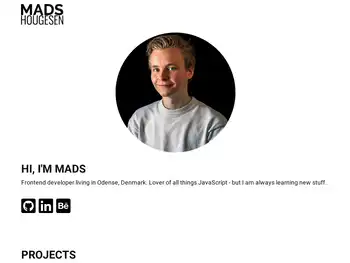 MADS
HOUGESEN
HI, I'M MADS
Frontend developer living in Odense, Denmark. Lover of all things JavaScript - but I am always learning new stuff.
in
Bē
PROJECTS